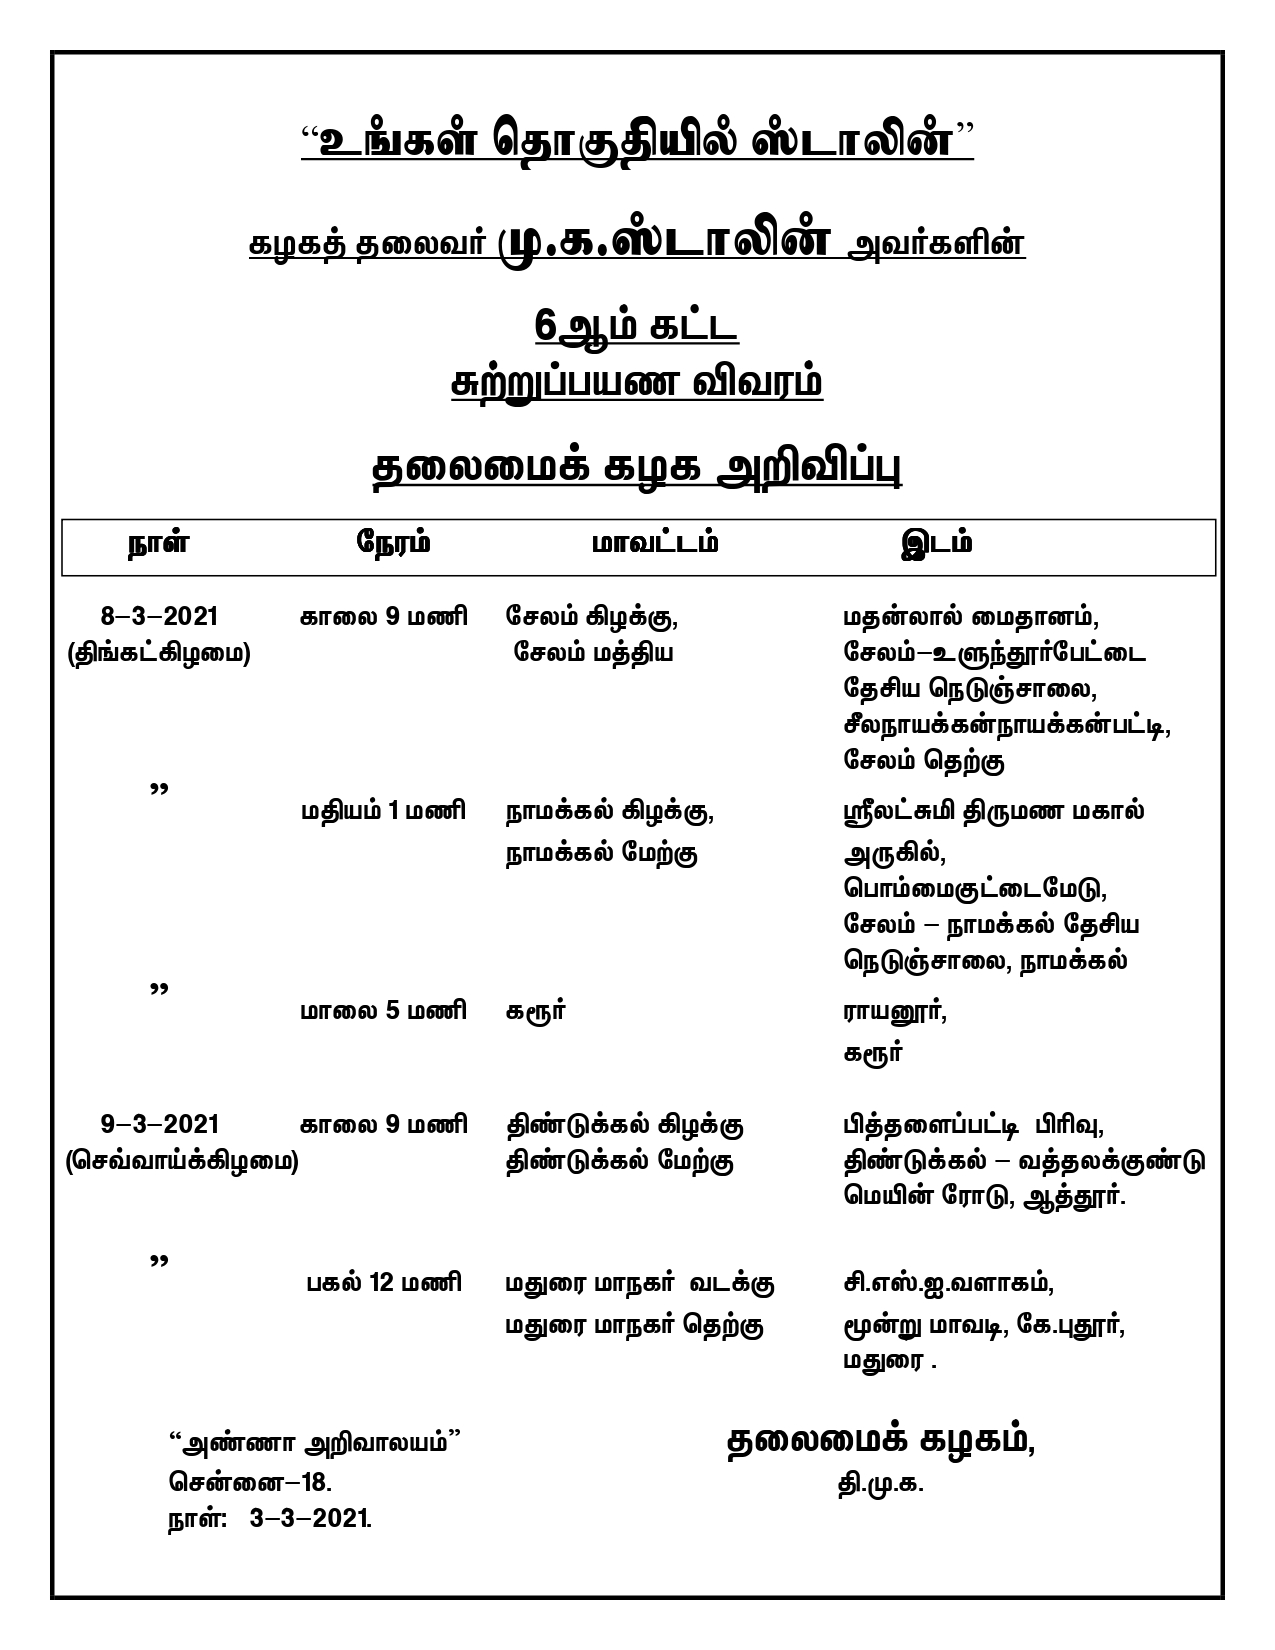 “உங்கள் தொகுதியில் ஸ்டாலின்”
கழகத் தலைவர் மு.க.ஸ்டாலின் அவர்களின்
6ஆம் கட்ட
சுற்றுப்பயண விவரம்
தலைமைக் கழக அறிவிப்பு
நாள் நேரம் மாவட்டம் இடம்
8–3–2021 காலை 9 மணி சேலம் கிழக்கு, மதன்லால் மைதானம்,
(திங்கட்கிழமை) சேலம் மத்திய சேலம்–உளுந்தூர்பேட்டை
தேசிய நெடுஞ்சாலை,
சீலநாயக்கன்நாயக்கன்பட்டி,
சேலம் தெற்கு
”
மதியம் 1 மணி நாமக்கல் கிழக்கு, ஸ்ரீலட்சுமி திருமண மகால்
நாமக்கல் மேற்கு அருகில்,
பொம்மைகுட்டைமேடு,
சேலம் – நாமக்கல் தேசிய
நெடுஞ்சாலை, நாமக்கல்
”
மாலை 5 மணி கரூர் ராயனூர்,
கரூர்
9–3–2021 காலை 9 மணி திண்டுக்கல் கிழக்கு பித்தளைப்பட்டி பிரிவு,
(செவ்வாய்க்கிழமை) திண்டுக்கல் மேற்கு திண்டுக்கல் – வத்தலக்குண்டு
மெயின் ரோடு, ஆத்தூர்.
”
பகல் 12 மணி மதுரை மாநகர் வடக்கு சி.எஸ்.ஐ.வளாகம்,
மதுரை மாநகர் தெற்கு மூன்று மாவடி, கே.புதூர்,
மதுரை .
“அண்ணா அறிவாலயம்” தலைமைக் கழகம்,
சென்னை–18. தி.மு.க.
நாள்: 3–3–2021.